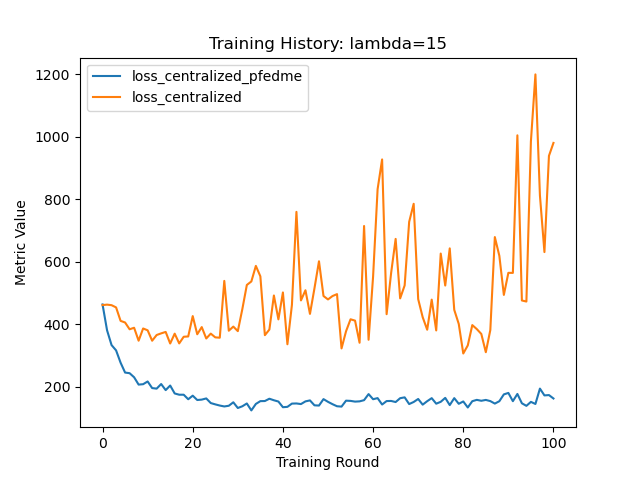 Training History: lambda=15
loss_centralized_pfedme
loss_centralized
Metric Value
1200
1000
800
600
400
200
0 20 40 60 80 100
Training Round